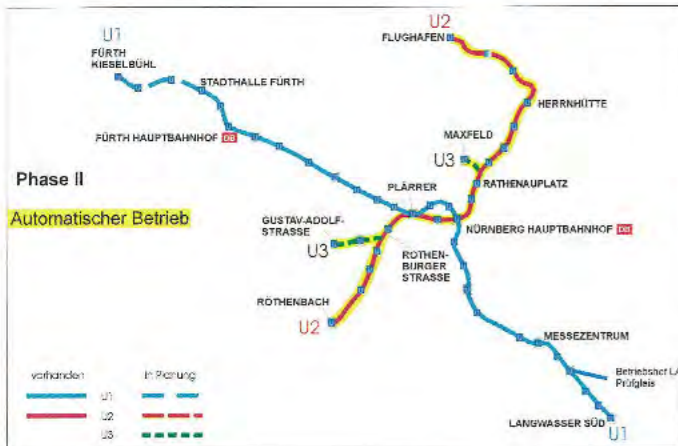 U1
FÜRTH
KIESELBÜHL
STADTHALLE FÜRTH
FÜRTH HAUPTBAHNHOF DB
U2
FLUGHAFEN
HERRNHÜTTE
MAXFELD
U3
RATHENAUPLATZ
Phase II
Automatischer Betrieb
PLÄRRER
GUSTAV-ADOLF-
STRASSE
U3
NÜRNBERG HAUPTBAHNHOF DB
ROTHEN-
BURGER
STRASSE
RÖTHENBACH
U2
MESSEZENTRUM
Betriebshof LA
Prüfgleis
LANGWASSER SÜD
U1
vorhanden in Planung
U1
U2
U3